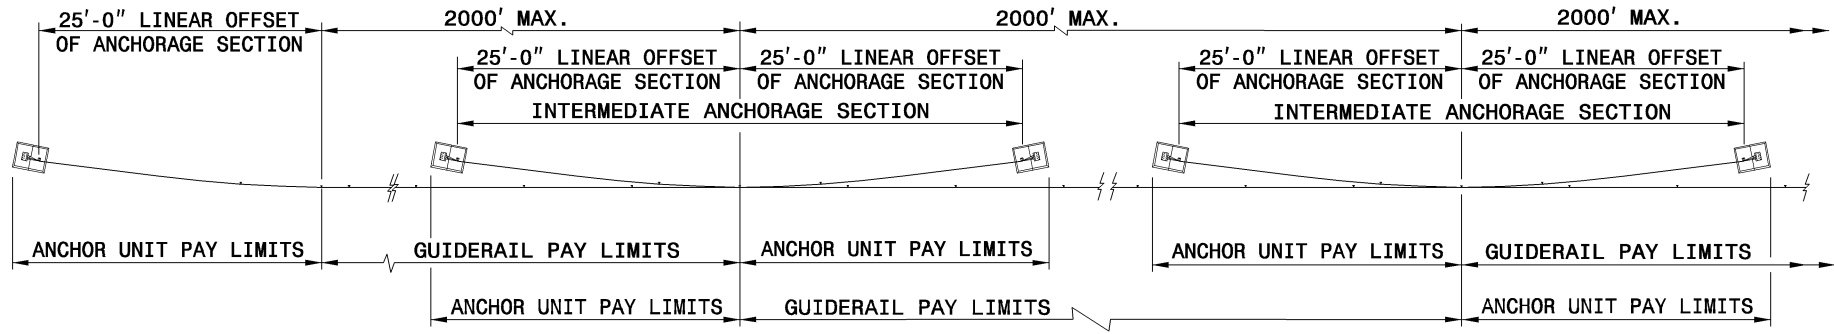 25'-0" LINEAR OFFSET
OF ANCHORAGE SECTION
2000' MAX.
2000' MAX.
2000' MAX.
25'-0" LINEAR OFFSET
OF ANCHORAGE SECTION
25'-0" LINEAR OFFSET
OF ANCHORAGE SECTION
INTERMEDIATE ANCHORAGE SECTION
25'-0" LINEAR OFFSET
OF ANCHORAGE SECTION
25'-0" LINEAR OFFSET
OF ANCHORAGE SECTION
INTERMEDIATE ANCHORAGE SECTION
ANCHOR UNIT PAY LIMITS
GUIDERAIL PAY LIMITS
ANCHOR UNIT PAY LIMITS
ANCHOR UNIT PAY LIMITS
GUIDERAIL PAY LIMITS
ANCHOR UNIT PAY LIMITS
GUIDERAIL PAY LIMITS
ANCHOR UNIT PAY LIMITS